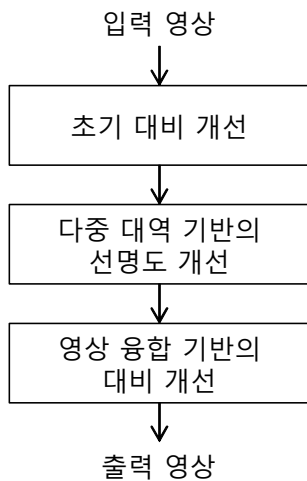 입력 영상
초기 대비 개선
다중 대역 기반의
선명도 개선
영상 융합 기반의
대비 개선
출력 영상